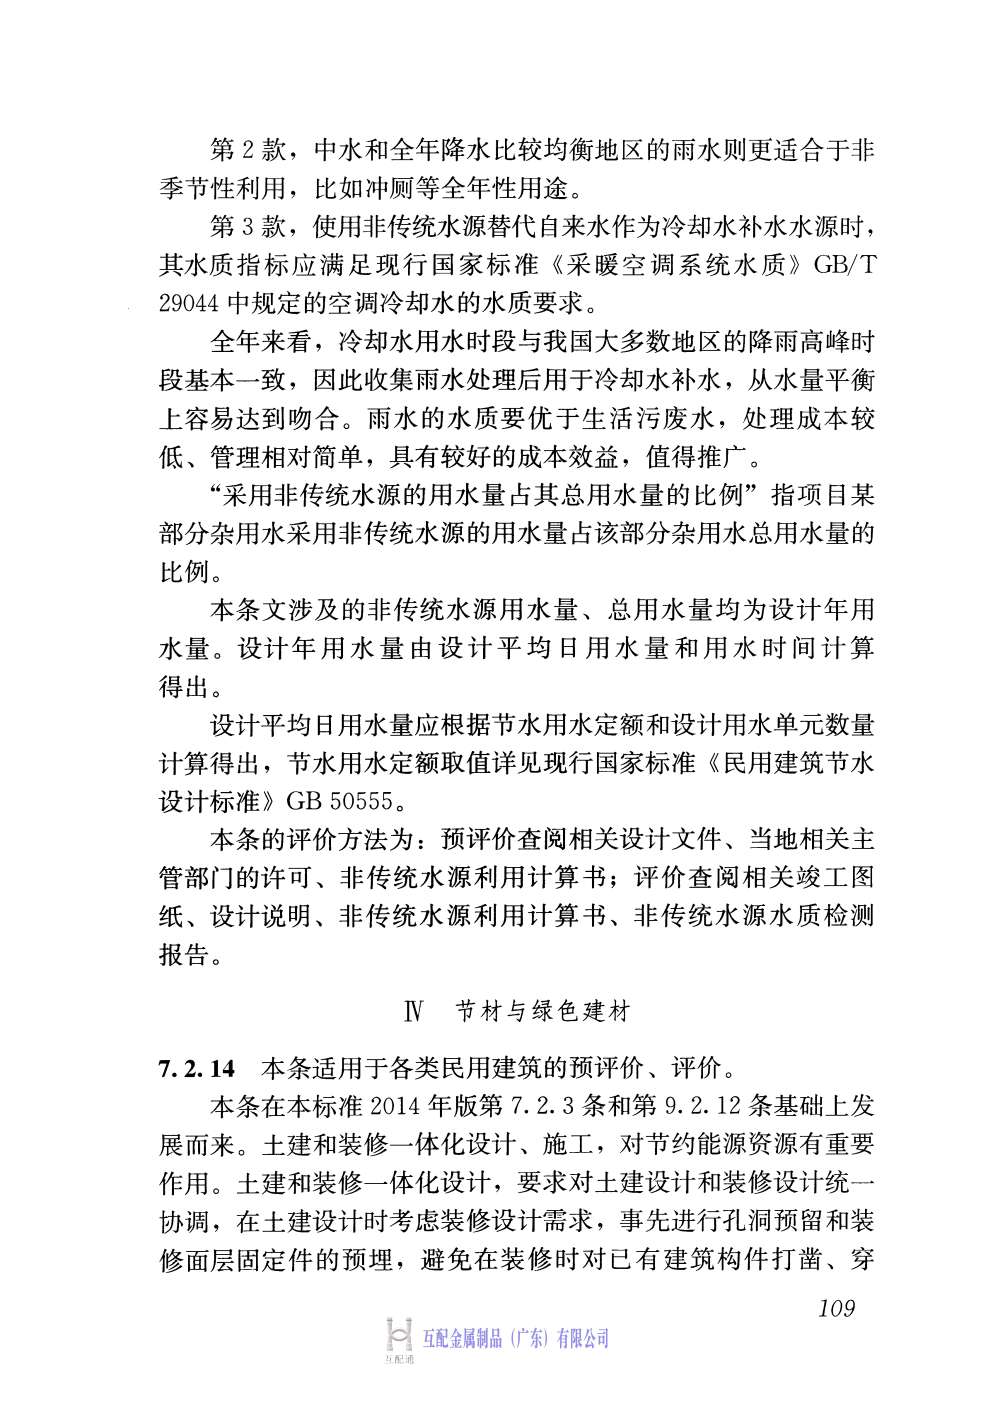 第 2 款，中水和全年降水比较均衡地区的雨水则更适合于非
季节性利用，比如冲厕等全年性用途。
第 3 款，使用非传统水源替代自来水作为冷却水补水水源时，
其水质指标应满足现行国家标准《采暖空调系统水质》GB/T
29044 中规定的空调冷却水的水质要求。
全年来看，冷却水用水时段与我国大多数地区的降雨高峰时
段基本一致，因此收集雨水处理后用于冷却水补水，从水量平衡
上容易达到吻合。雨水的水质要优于生活污废水，处理成本较
低、管理相对简单，具有较好的成本效益，值得推广。
“采用非传统水源的用水量占其总用水量的比例”指项目某
部分杂用水采用非传统水源的用水量占该部分杂用水总用水量的
比例。
本条文涉及的非传统水源用水量、总用水量均为设计年用
水量。设计年用水量由设计平均日用水量和用水时间计算
得出。
设计平均日用水量应根据节水用水定额和设计用水单元数量
计算得出，节水用水定额取值详见现行国家标准《民用建筑节水
设计标准》GB 50555。
本条的评价方法为：预评价查阅相关设计文件、当地相关主
管部门的许可、非传统水源利用计算书；评价查阅相关竣工图
纸、设计说明、非传统水源利用计算书、非传统水源水质检测
报告。
Ⅳ 节材与绿色建材
7.2.14 本条适用于各类民用建筑的预评价、评价。
本条在本标准 2014 年版第 7.2.3 条和第 9.2.12 条基础上发
展而来。土建和装修一体化设计、施工，对节约能源资源有重要
作用。土建和装修一体化设计，要求对土建设计和装修设计统一
协调，在土建设计时考虑装修设计需求，事先进行孔洞预留和装
修面层固定件的预埋，避免在装修时对已有建筑构件打凿、穿
109
互配金属制品（广东）有限公司
互配通